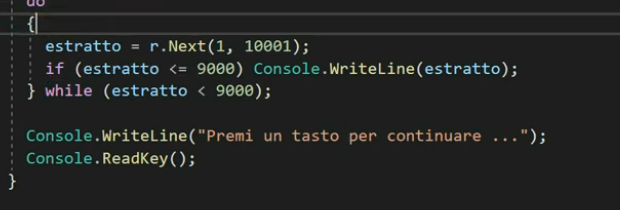 do
{
estratto = r.Next(1, 10001);
if (estratto <= 9000) Console.WriteLine(estratto);
} while (estratto < 9000);
Console.WriteLine("Premi un tasto per continuare ...");
Console.ReadKey();
}